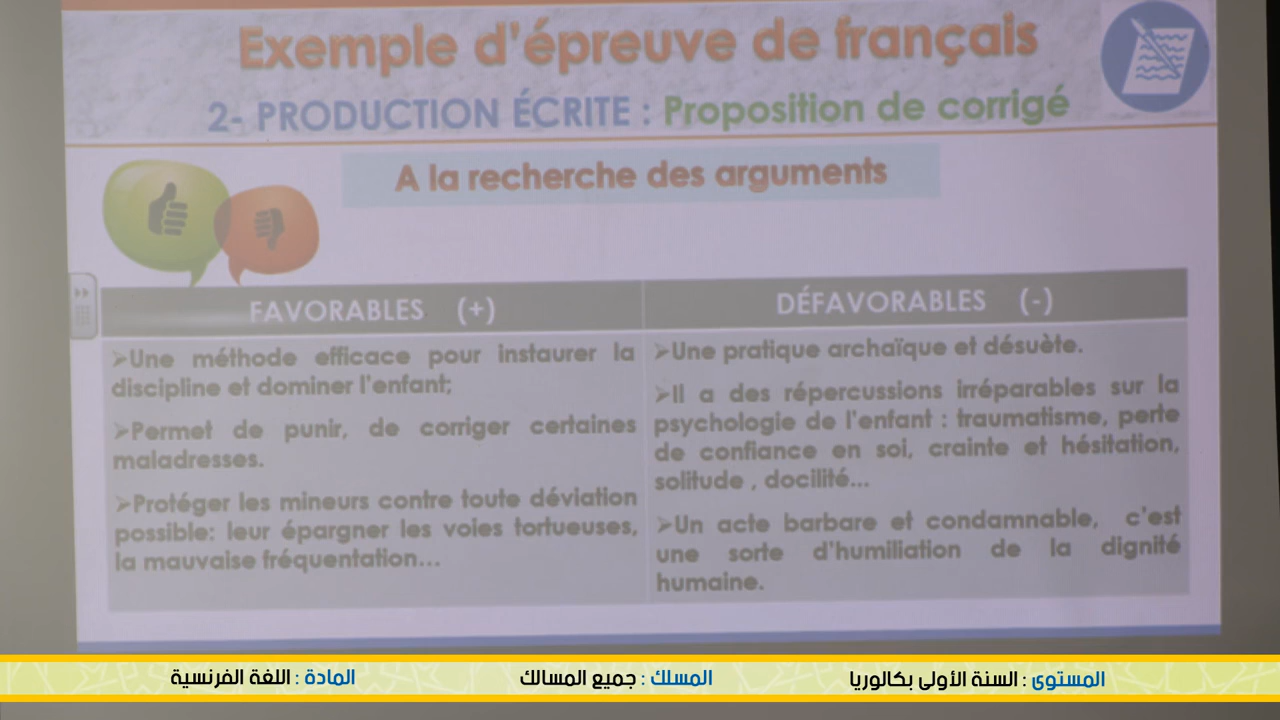 Exemple d'épreuve de français
2- PRODUCTION ÉCRITE : Proposition de corrigé
A la recherche des arguments
FAVORABLES (+)
➢Une méthode efficace pour instaurer la
discipline et dominer l'enfant;
➢Permet de punir, de corriger certaines
maladresses.
➢Protéger les mineurs contre toute déviation
possible: leur épargner les voies tortueuses,
la mauvaise fréquentation...
DÉFAVORABLES (-)
➢Une pratique archaïque et désuète.
➢Il a des répercussions irréparables sur la
psychologie de l'enfant : traumatisme, perte
de confiance en soi, crainte et hésitation,
solitude , docilité...
➢Un acte barbare et condamnable, c'est
une sorte d'humiliation de la dignité
humaine.
المستوى : السنة الأولى بكالوريا
المسلك : جميع المسالك
المادة : اللغة الفرنسية